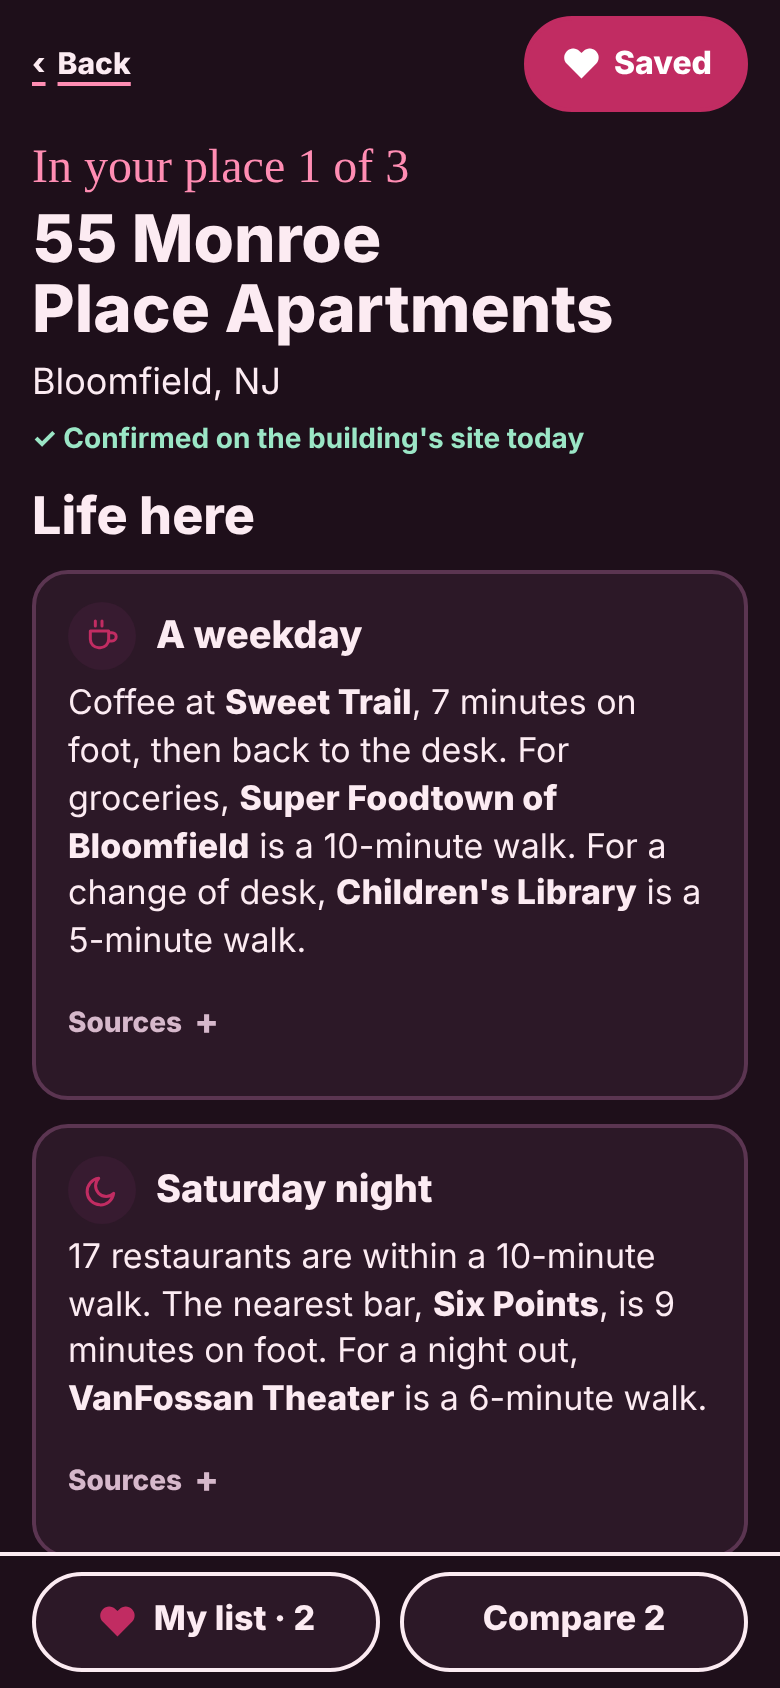 ‹ Back
Saved
In your place 1 of 3
55 Monroe
Place Apartments
Bloomfield, NJ
✓ Confirmed on the building's site today
Life here
A weekday
Coffee at Sweet Trail, 7 minutes on
foot, then back to the desk. For
groceries, Super Foodtown of
Bloomfield is a 10-minute walk. For a
change of desk, Children's Library is a
5-minute walk.
Sources +
Saturday night
17 restaurants are within a 10-minute
walk. The nearest bar, Six Points, is 9
minutes on foot. For a night out,
VanFossan Theater is a 6-minute walk.
Sources +
My list · 2
Compare 2